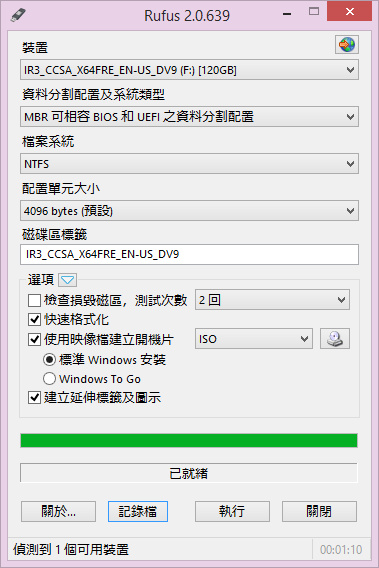 Rufus 2.0.639
裝置
IR3_CCSA_X64FRE_EN-US_DV9 (F:) [120GB]
資料分割配置及系統類型
MBR 可相容 BIOS 和 UEFI 之資料分割配置
檔案系統
NTFS
配置單元大小
4096 bytes (預設)
磁碟區標籤
IR3_CCSA_X64FRE_EN-US_DV9
選項
檢查損毀磁區，測試次數 2 回
快速格式化
使用映像檔建立開機片 ISO
標準 Windows 安裝
Windows To Go
建立延伸標籤及圖示
已就緒
關於... 記錄檔 執行 關閉
偵測到 1 個可用裝置 00:01:10